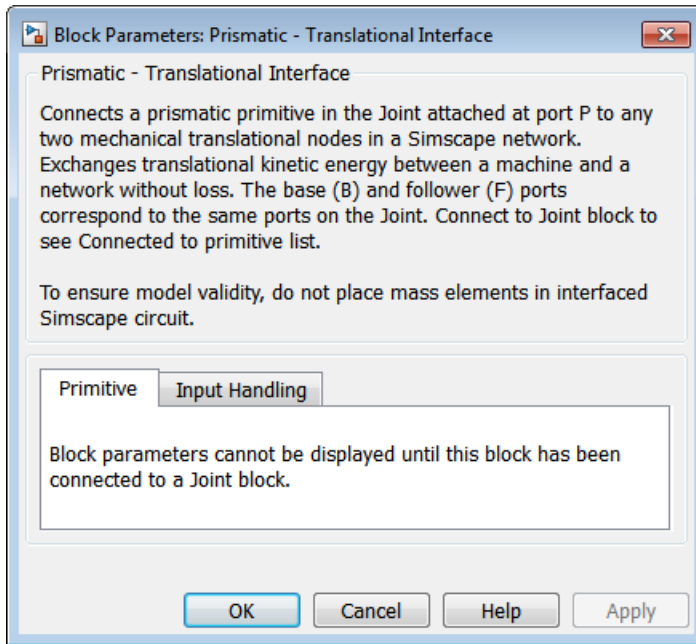 Block Parameters: Prismatic - Translational Interface
Prismatic - Translational Interface
Connects a prismatic primitive in the Joint attached at port P to any
two mechanical translational nodes in a Simscape network.
Exchanges translational kinetic energy between a machine and a
network without loss. The base (B) and follower (F) ports
correspond to the same ports on the Joint. Connect to Joint block to
see Connected to primitive list.
To ensure model validity, do not place mass elements in interfaced
Simscape circuit.
Primitive Input Handling
Block parameters cannot be displayed until this block has been
connected to a Joint block.
OK Cancel Help Apply